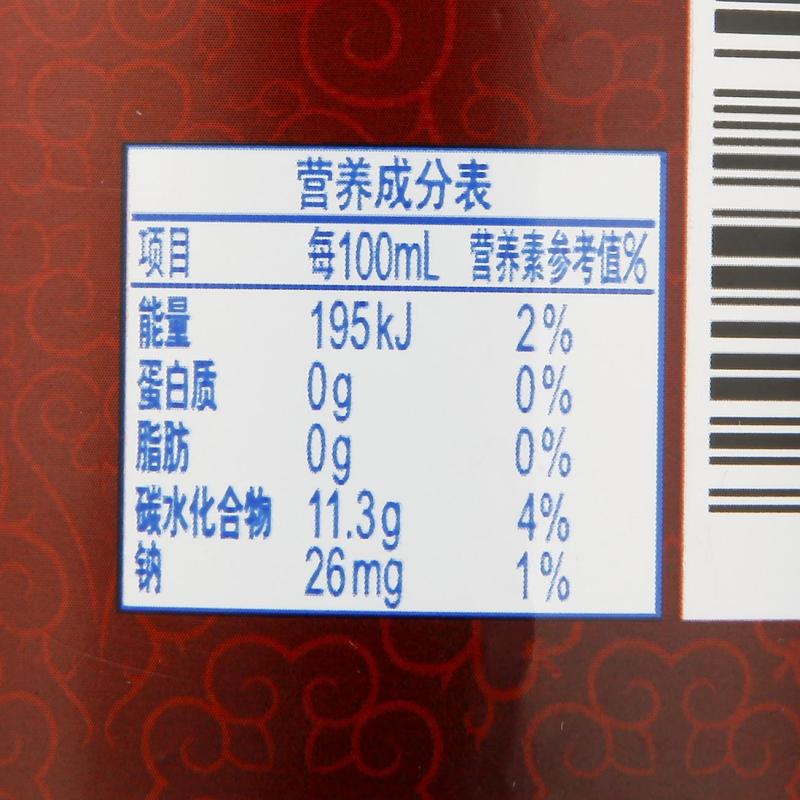 营养成分表
项目 每100mL 营养素参考值%
能量 195kJ 2%
蛋白质 0g 0%
脂肪 0g 0%
碳水化合物 11.3g 4%
钠 26mg 1%